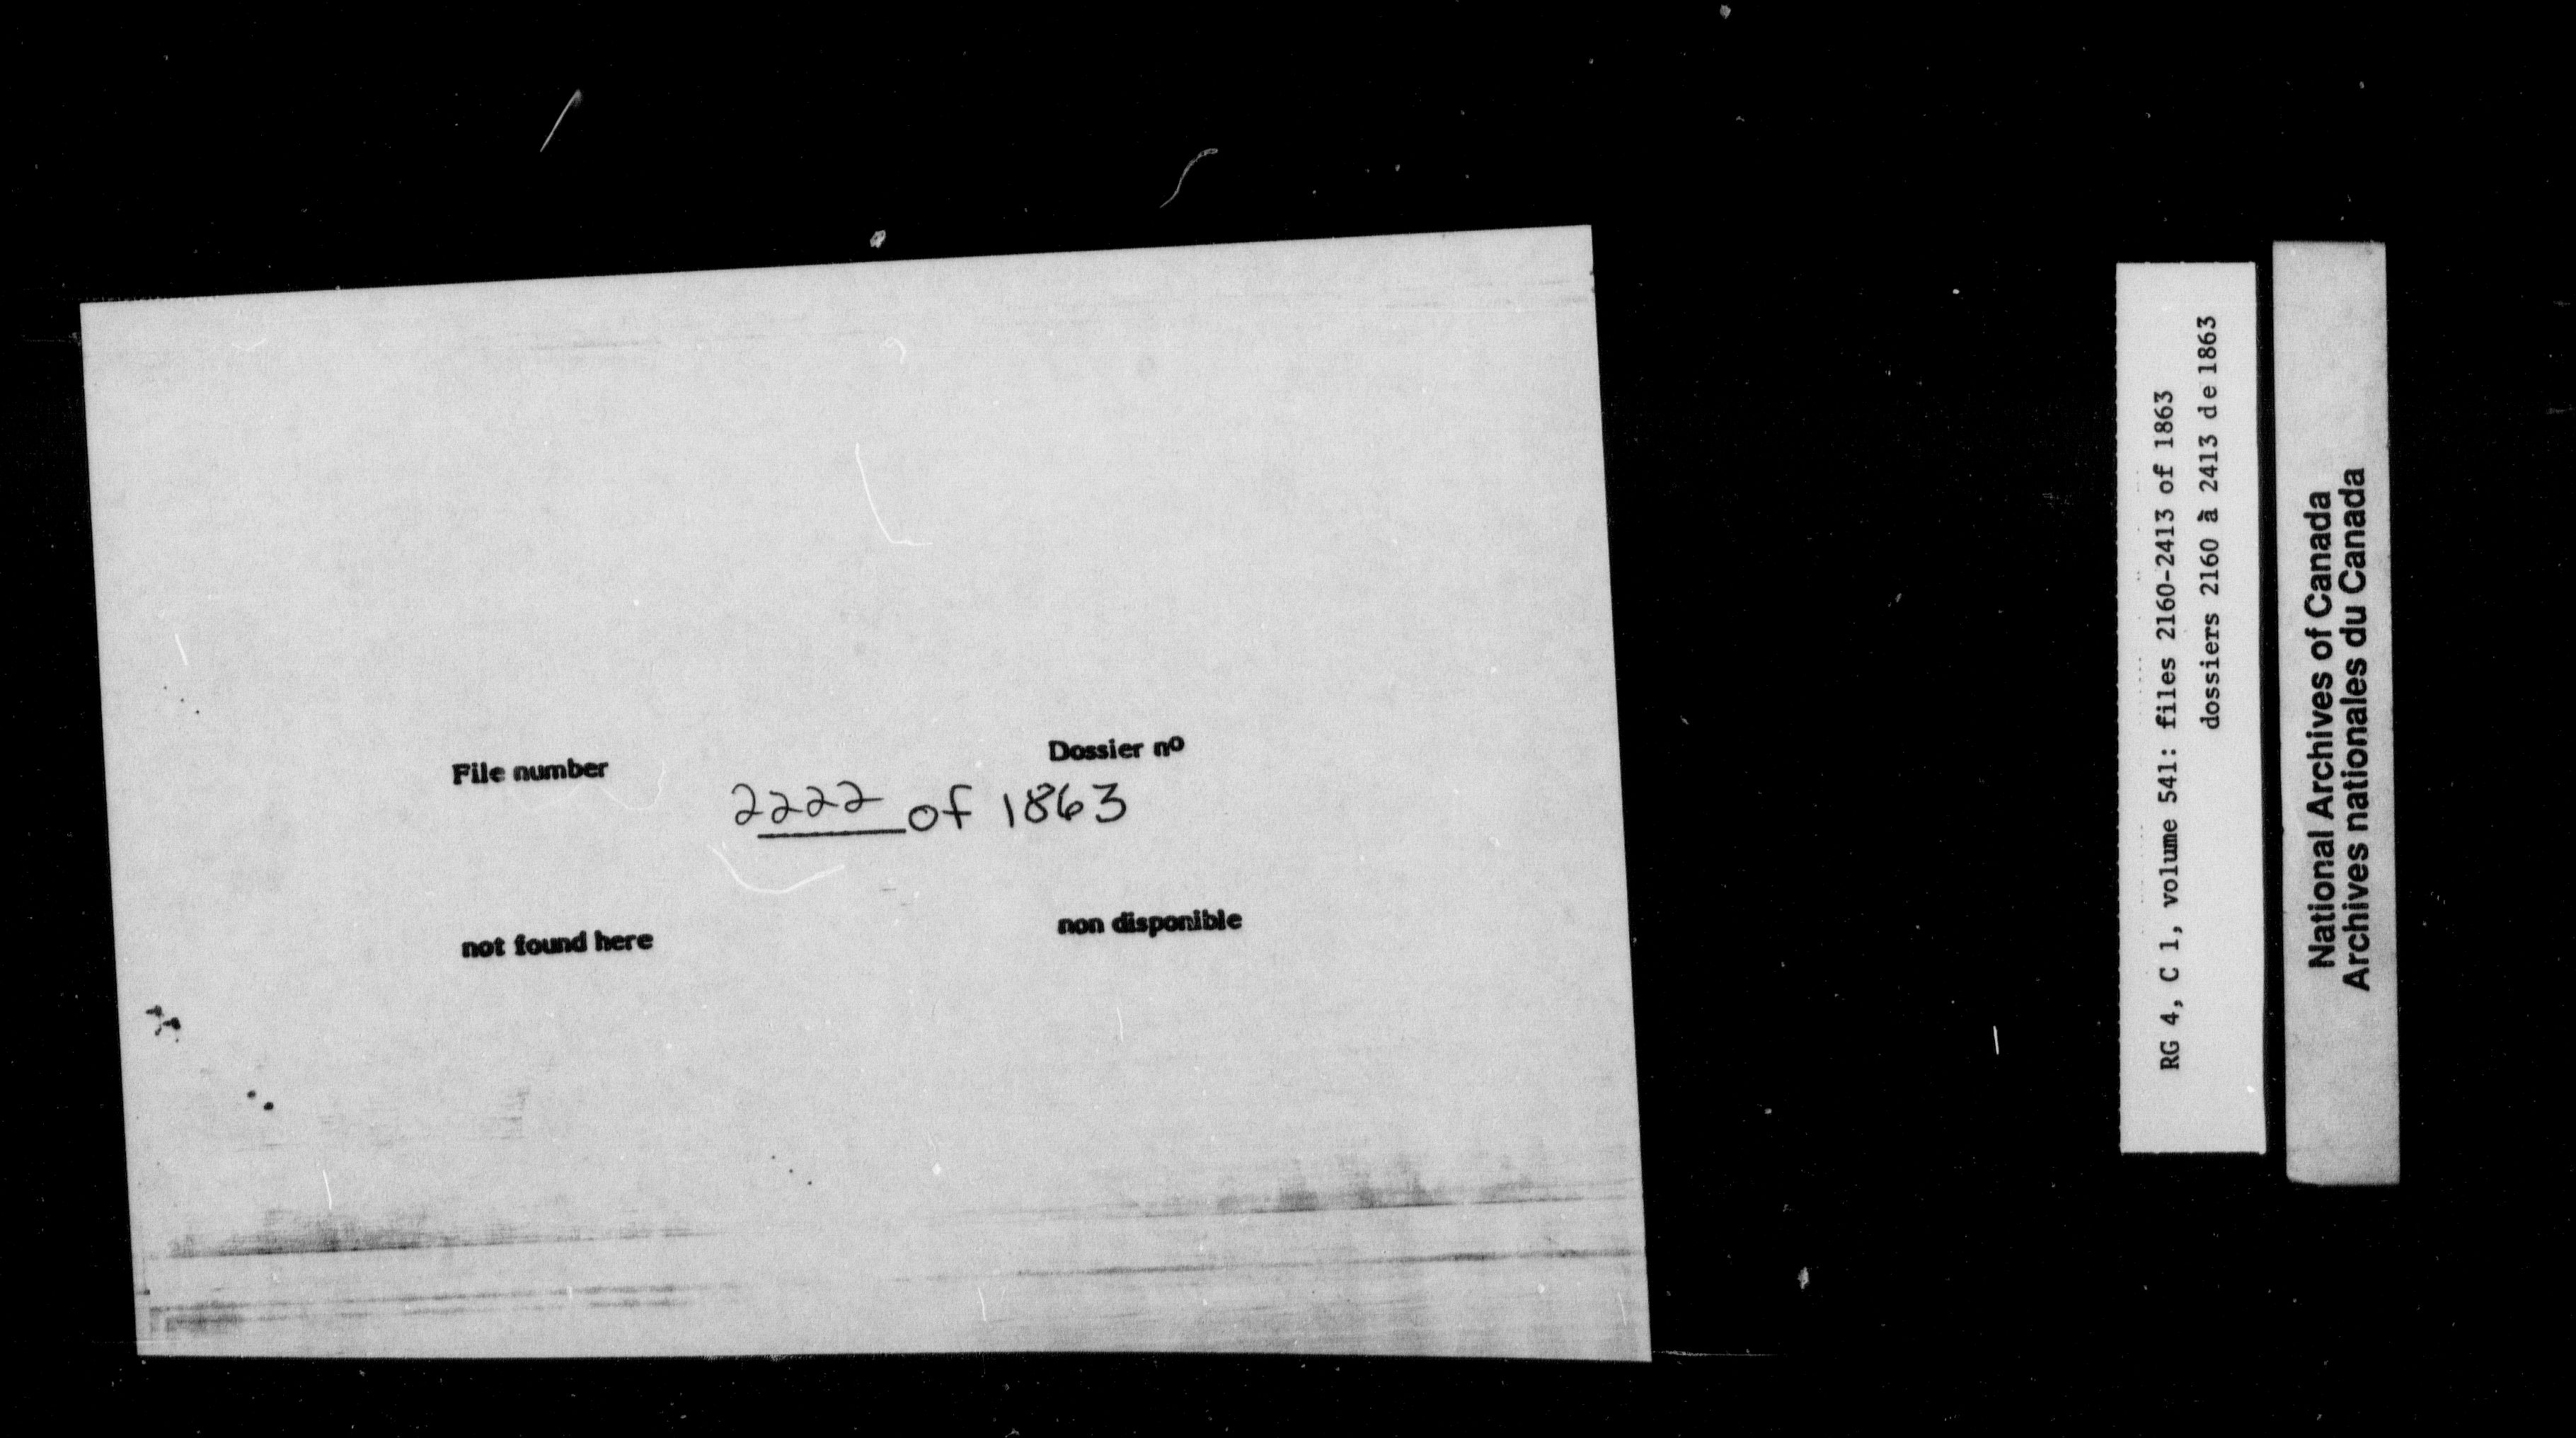 File number
Dossier nº
2222 of 1863
not found here
non disponible
RG 4, C 1, volume 541: files 2160-2413 of 1863
dossiers 2160 à 2413 de 1863
National Archives of Canada
Archives nationales du Canada